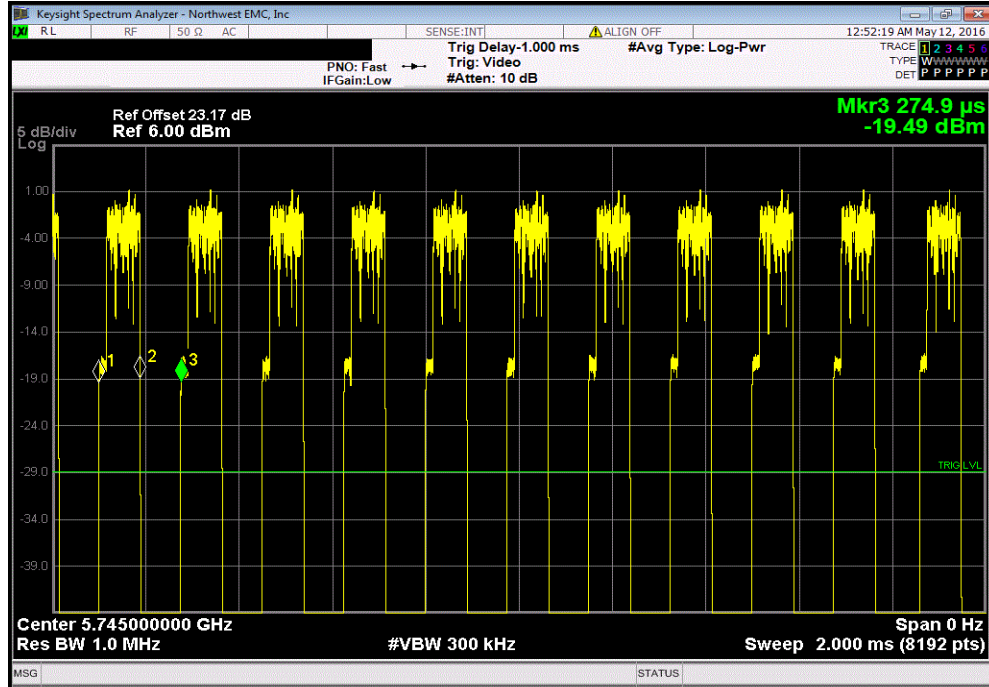 Keysight Spectrum Analyzer - Northwest EMC, Inc
LXI RL RF 50 Ω AC SENSE:INT ALIGN OFF 12:52:19 AM May 12, 2016
Trig Delay-1.000 ms #Avg Type: Log-Pwr TRACE 1 2 3 4 5 6
PNO: Fast Trig: Video TYPE WWWWWW
IFGain:Low #Atten: 10 dB DET P P P P P P
Mkr3 274.9 µs
Ref Offset 23.17 dB
5 dB/div Ref 6.00 dBm -19.49 dBm
Log
1.00
-4.00
-9.00
-14.0
1 2 3
-19.0
-24.0
TRIG LVL
-29.0
-34.0
-39.0
Center 5.745000000 GHz Span 0 Hz
Res BW 1.0 MHz #VBW 300 kHz Sweep 2.000 ms (8192 pts)
MSG STATUS